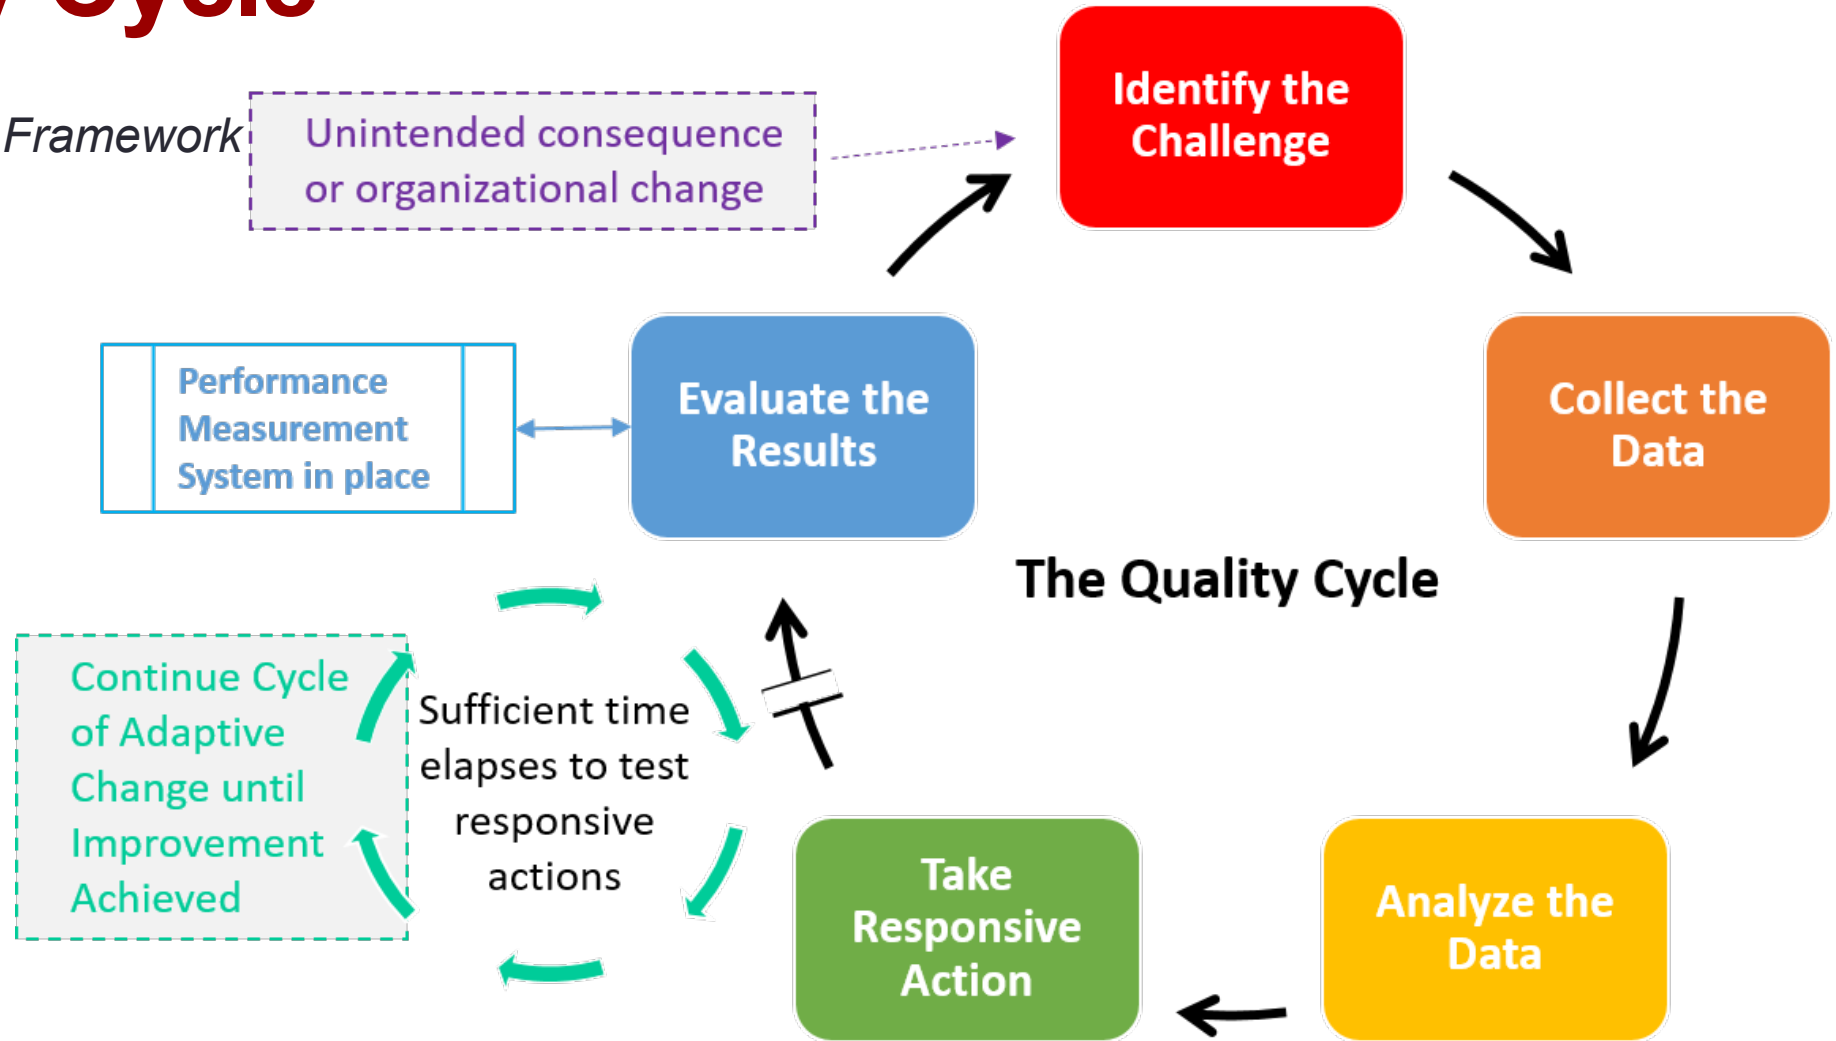 Cycle
Framework
Unintended consequence
or organizational change
Identify the
Challenge
Performance
Measurement
System in place
Evaluate the
Results
Collect the
Data
The Quality Cycle
Continue Cycle
of Adaptive
Change until
Improvement
Achieved
Sufficient time
elapses to test
responsive
actions
Take
Responsive
Action
Analyze the
Data